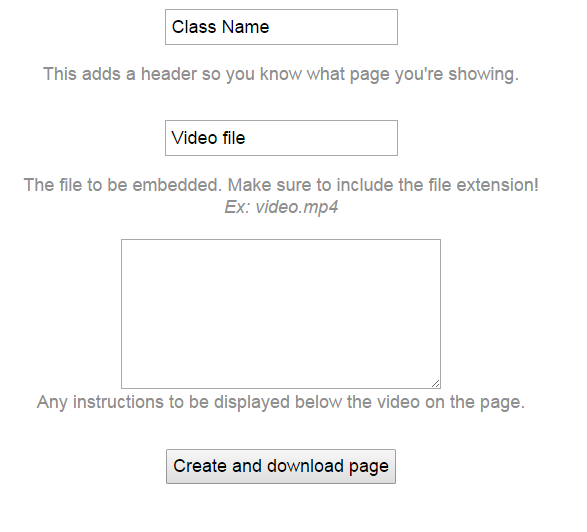 Class Name
This adds a header so you know what page you're showing.
Video file
The file to be embedded. Make sure to include the file extension!
Ex: video.mp4
Any instructions to be displayed below the video on the page.
Create and download page